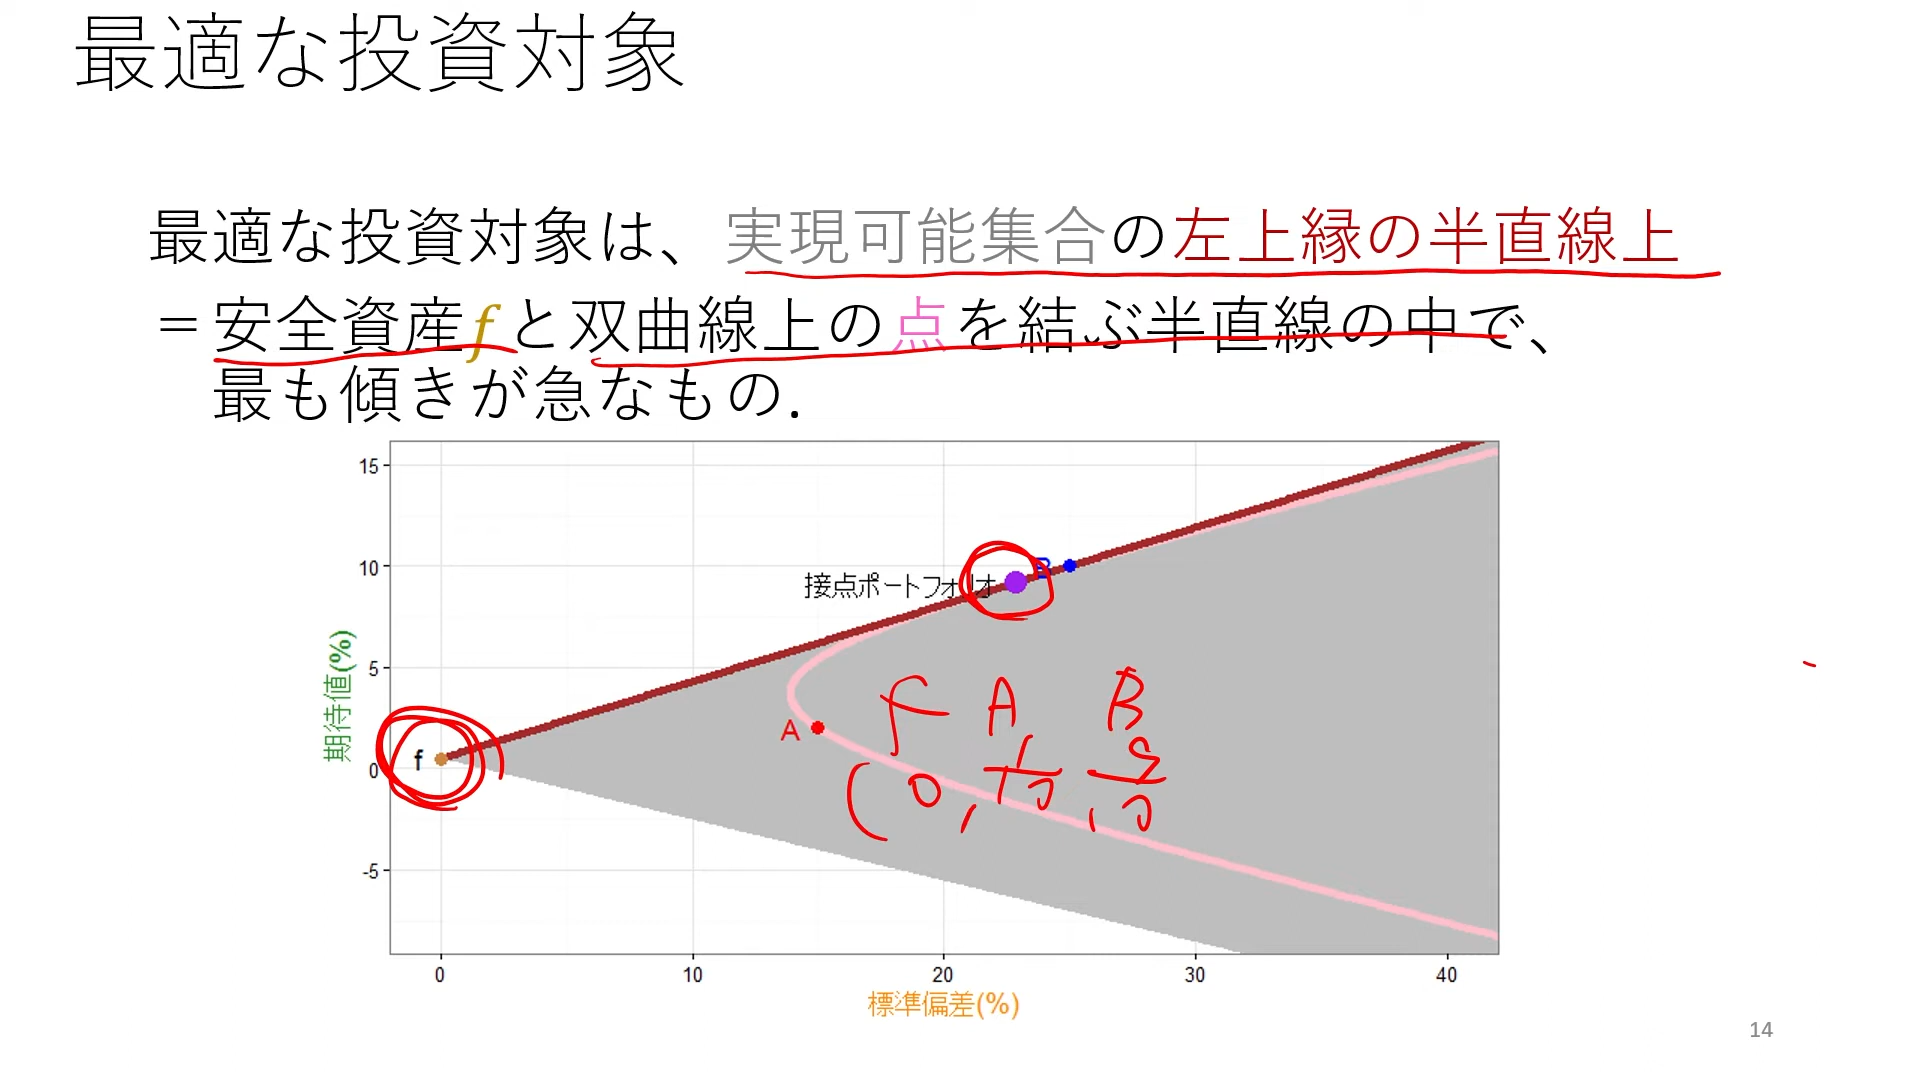 最適な投資対象
最適な投資対象は、実現可能集合の左上縁の半直線上
＝安全資産fと双曲線上の点を結ぶ半直線の中で、
最も傾きが急なもの.
15
10
5
0
-5
期待値(%)
接点ポートフォリオ
B
A
f
f A B
(0, 1/10, 9/10
0 10 20 30 40
標準偏差(%)
14